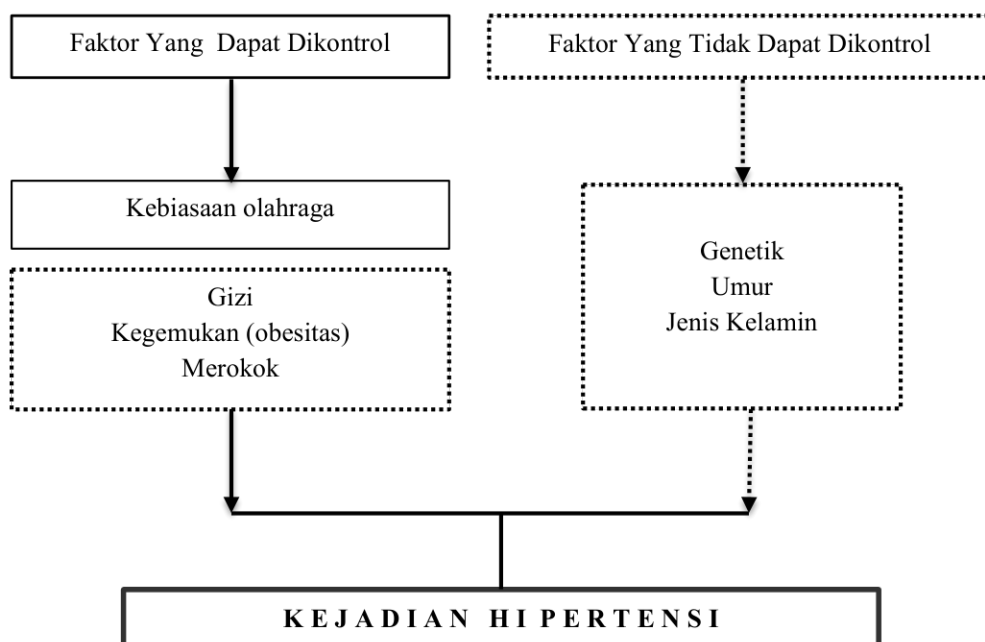 Faktor Yang Dapat Dikontrol
Faktor Yang Tidak Dapat Dikontrol
Kebiasaan olahraga
Gizi
Kegemukan (obesitas)
Merokok
Genetik
Umur
Jenis Kelamin
KEJADIAN HIPERTENSI